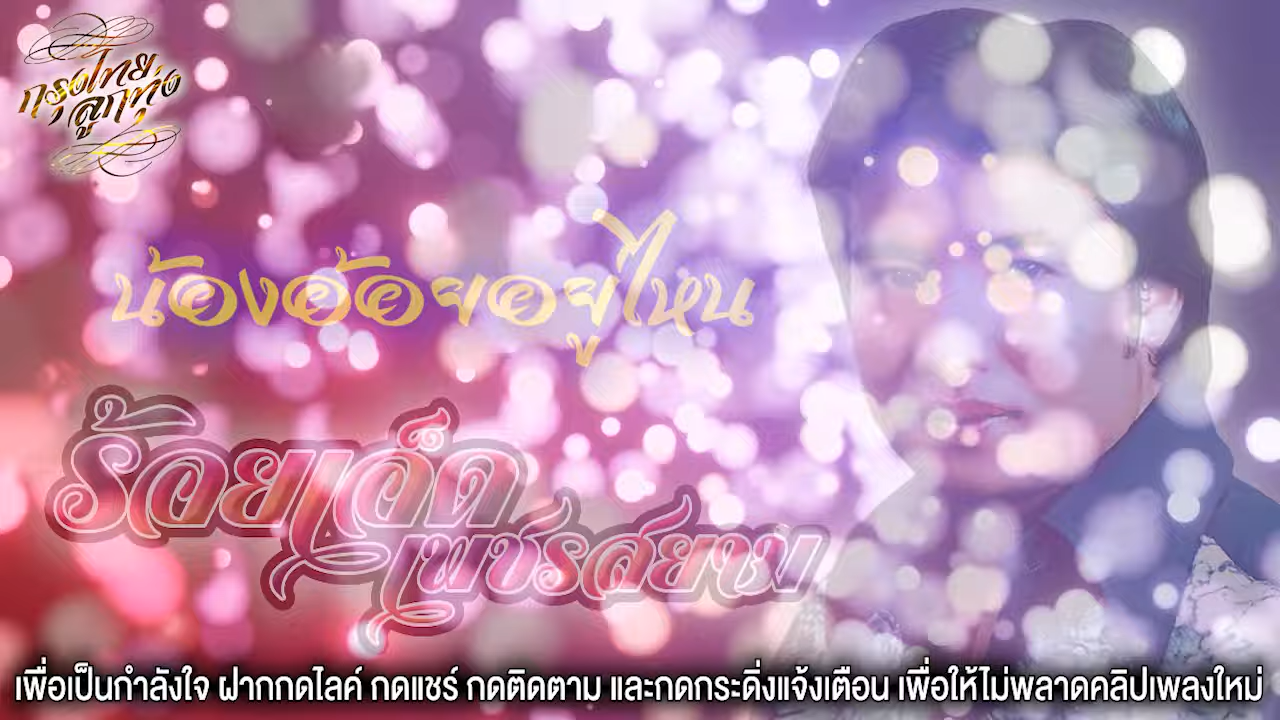 กรุงไทย
ลูกทุ่ง
น้องอ้อยอยู่ไหน
ร้อยเอ็ด
เพชรสยาม
เพื่อเป็นกำลังใจ ฝากกดไลค์ กดแชร์ กดติดตาม และกดกระดิ่งแจ้งเตือน เพื่อให้ไม่พลาดคลิปเพลงใหม่